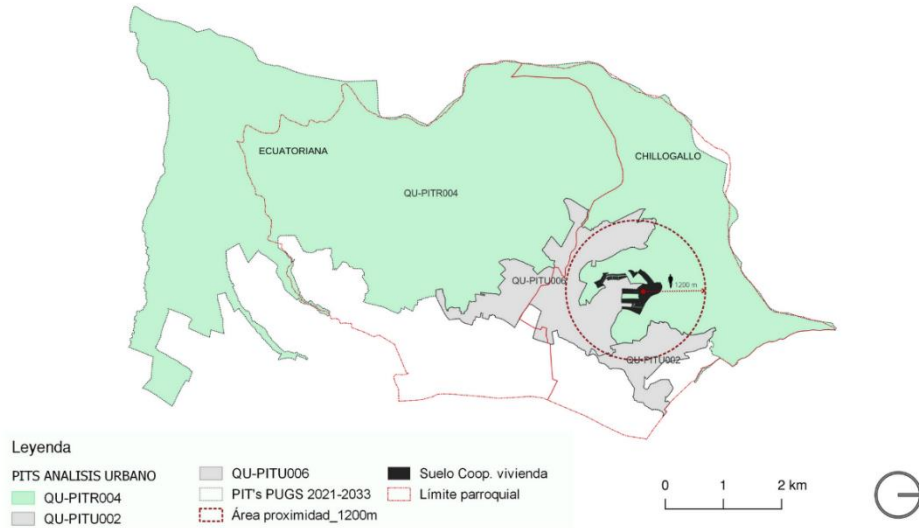 ECUATORIANA
CHILLOGALLO
QU-PITR004
QU-PITU006
1200 m
QU-PITU002
Leyenda
PITS ANALISIS URBANO
QU-PITR004
QU-PITU002
QU-PITU006
PIT's PUGS 2021-2033
Área proximidad_1200m
Suelo Coop. vivienda
Límite parroquial
0 1 2 km